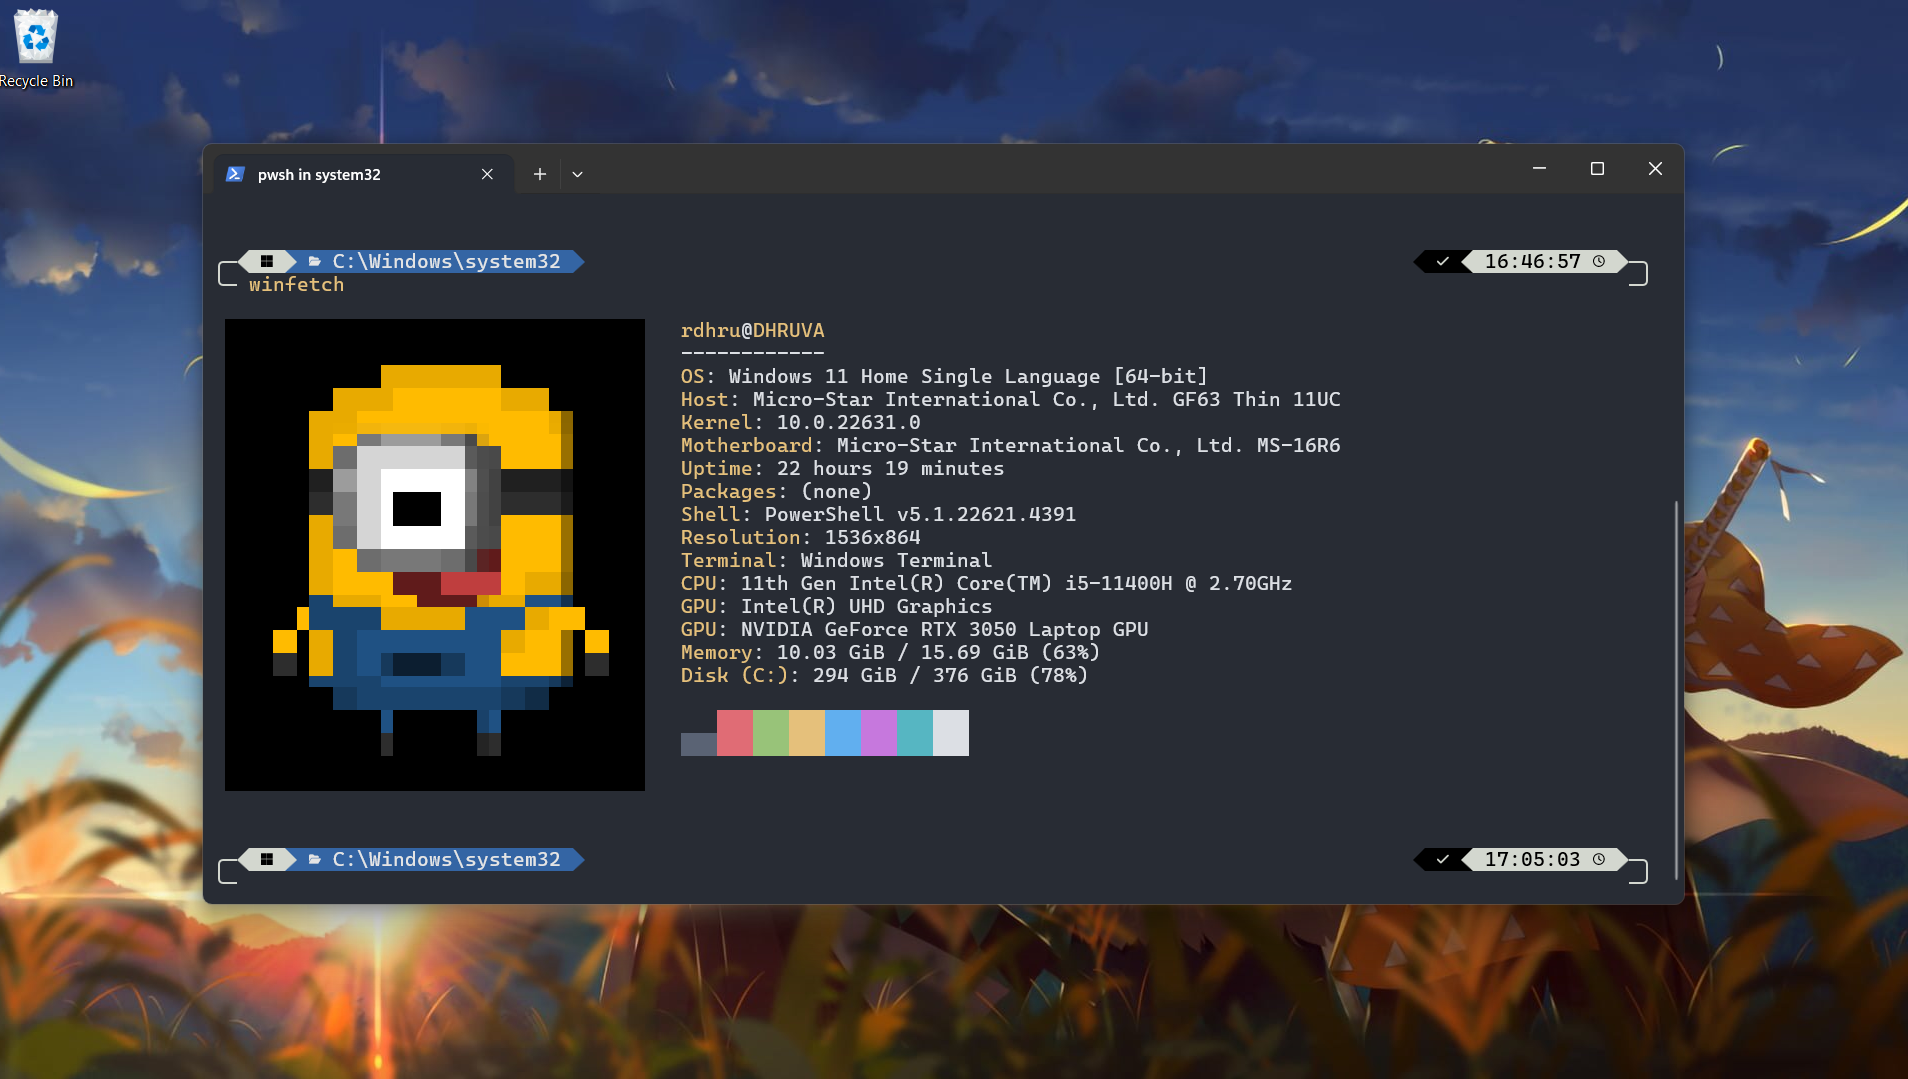 Recycle Bin
pwsh in system32
C:\Windows\system32 16:46:57
winfetch
rdhru@DHRUVA
------------
OS: Windows 11 Home Single Language [64-bit]
Host: Micro-Star International Co., Ltd. GF63 Thin 11UC
Kernel: 10.0.22631.0
Motherboard: Micro-Star International Co., Ltd. MS-16R6
Uptime: 22 hours 19 minutes
Packages: (none)
Shell: PowerShell v5.1.22621.4391
Resolution: 1536x864
Terminal: Windows Terminal
CPU: 11th Gen Intel(R) Core(TM) i5-11400H @ 2.70GHz
GPU: Intel(R) UHD Graphics
GPU: NVIDIA GeForce RTX 3050 Laptop GPU
Memory: 10.03 GiB / 15.69 GiB (63%)
Disk (C:): 294 GiB / 376 GiB (78%)
C:\Windows\system32 17:05:03